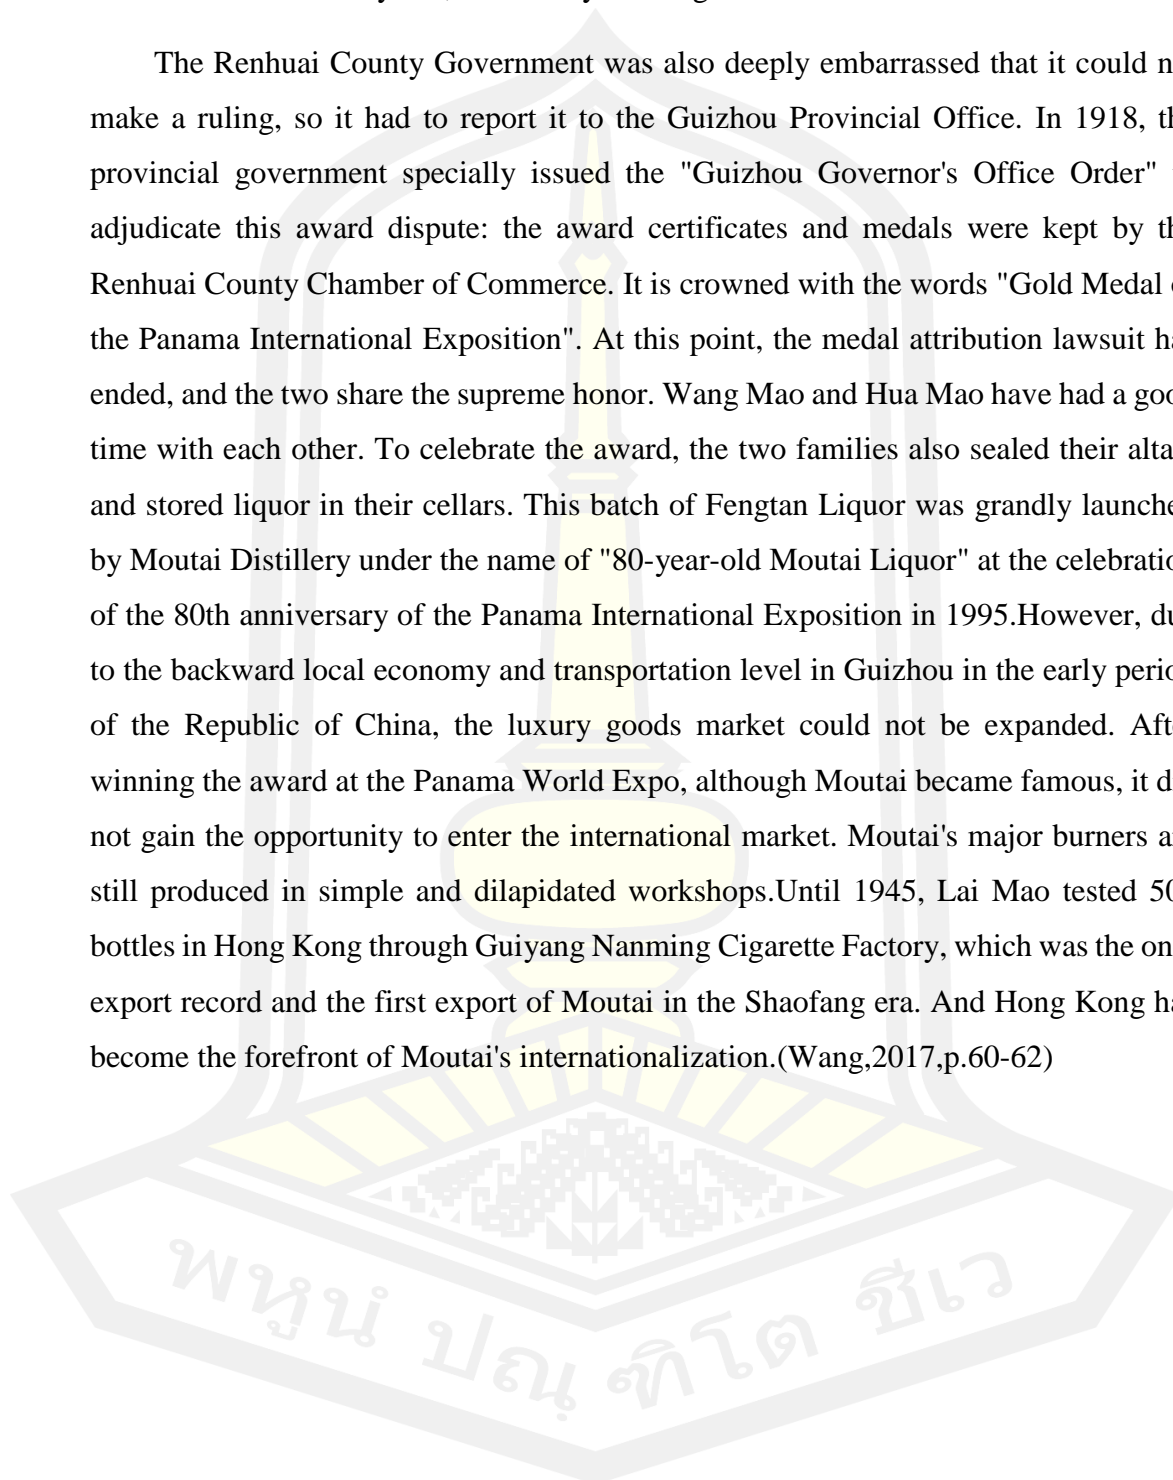 The Renhuai County Government was also deeply embarrassed that it could n
make a ruling, so it had to report it to the Guizhou Provincial Office. In 1918, th
provincial government specially issued the "Guizhou Governor's Office Order"
adjudicate this award dispute: the award certificates and medals were kept by th
Renhuai County Chamber of Commerce. It is crowned with the words "Gold Medal
the Panama International Exposition". At this point, the medal attribution lawsuit ha
ended, and the two share the supreme honor. Wang Mao and Hua Mao have had a goo
time with each other. To celebrate the award, the two families also sealed their alta
and stored liquor in their cellars. This batch of Fengtan Liquor was grandly launche
by Moutai Distillery under the name of "80-year-old Moutai Liquor" at the celebratio
of the 80th anniversary of the Panama International Exposition in 1995.However, du
to the backward local economy and transportation level in Guizhou in the early perio
of the Republic of China, the luxury goods market could not be expanded. Afte
winning the award at the Panama World Expo, although Moutai became famous, it d
not gain the opportunity to enter the international market. Moutai's major burners a
still produced in simple and dilapidated workshops.Until 1945, Lai Mao tested 50
bottles in Hong Kong through Guiyang Nanming Cigarette Factory, which was the on
export record and the first export of Moutai in the Shaofang era. And Hong Kong ha
become the forefront of Moutai's internationalization.(Wang,2017,p.60-62)
พหูนํ ปณฺฑิโต ชีเว